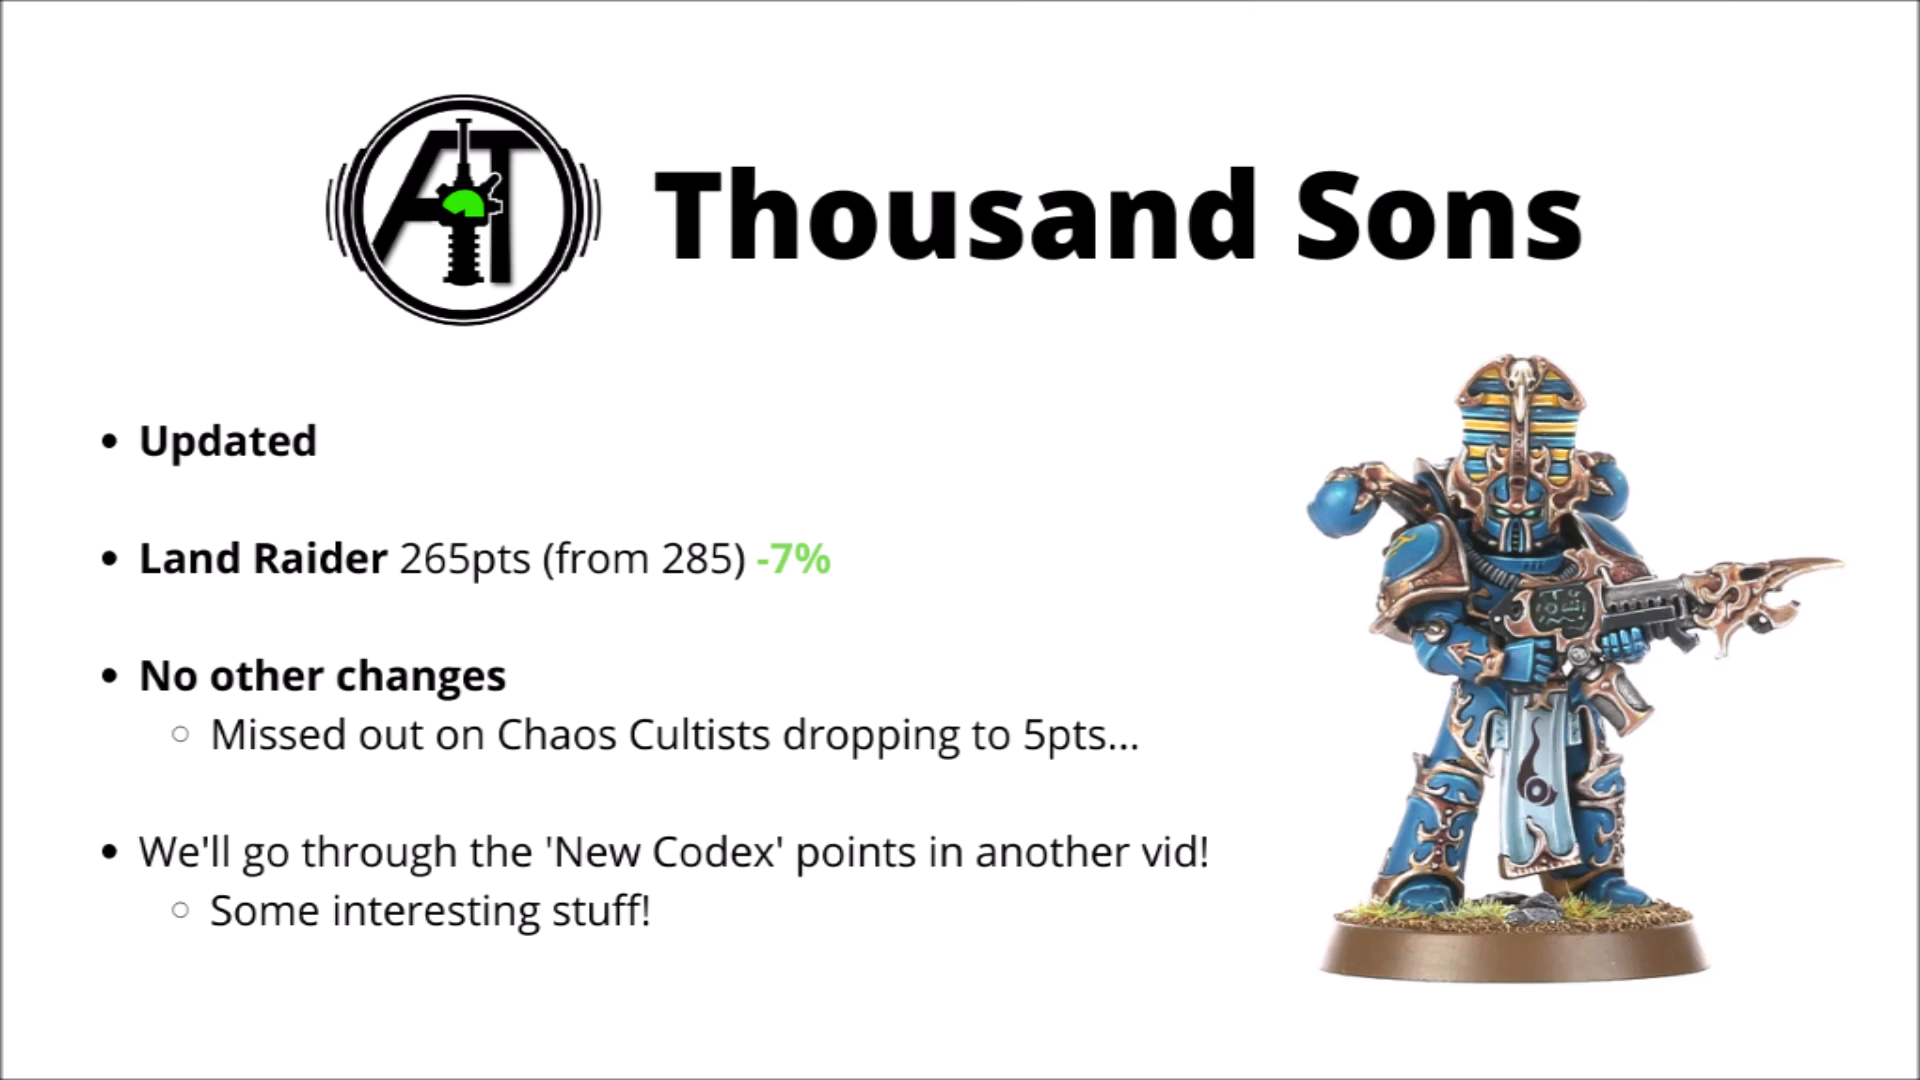 AT
Thousand Sons
Updated
Land Raider 265pts (from 285) -7%
No other changes
Missed out on Chaos Cultists dropping to 5pts...
We'll go through the 'New Codex' points in another vid!
Some interesting stuff!